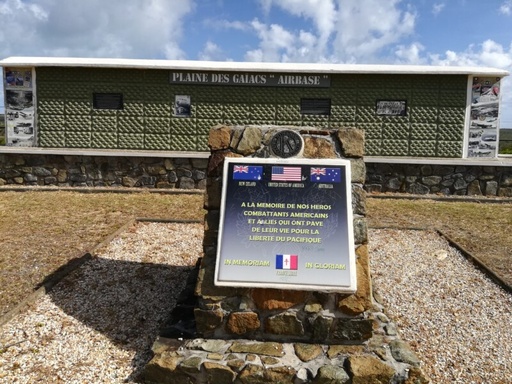 PLAINE DES GAIACS "AIRBASE"
NEW ZEALAND
UNITED STATES OF AMERICA
AUSTRALIA
A LA MEMOIRE DE NOS HEROS
COMBATTANTS AMERICAINS
ET ALLIES QUI ONT PAYE
DE LEUR VIE POUR LA
LIBERTE DU PACIFIQUE
IN MEMORIAM
IN GLORIAM